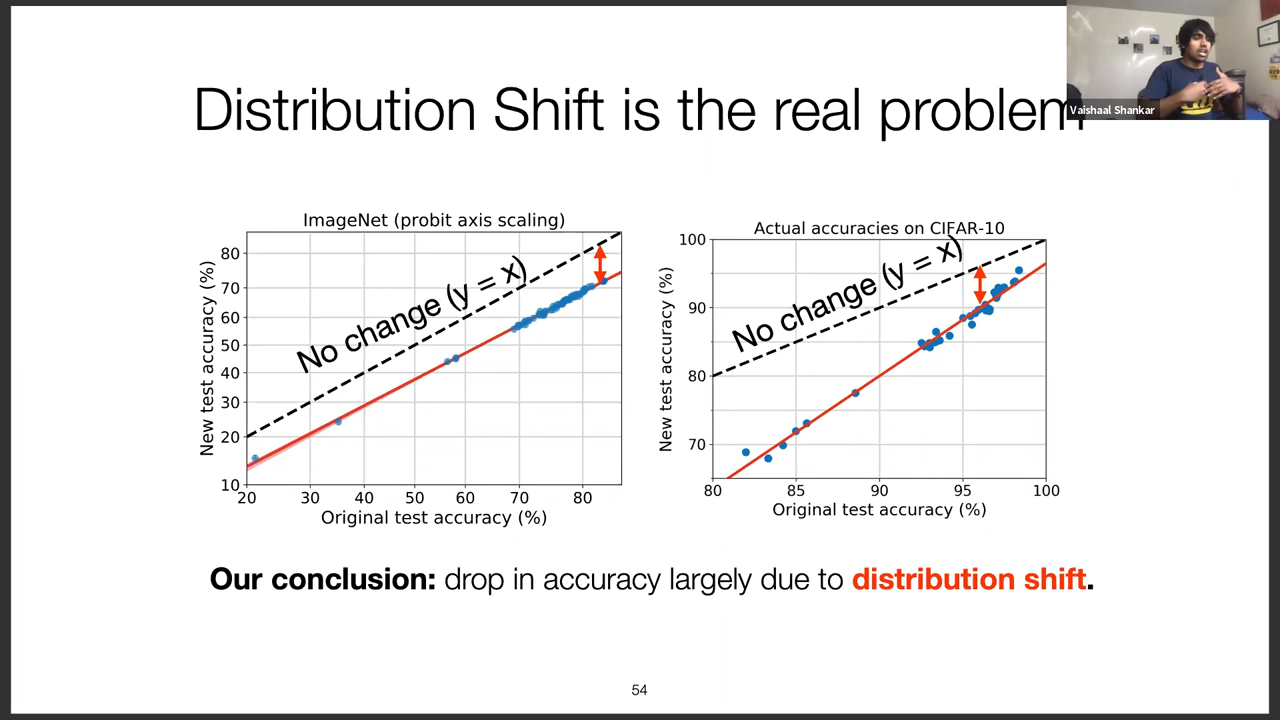 Distribution Shift is the real problem
Vaishaal Shankar
ImageNet (probit axis scaling)
No change (y = x)
New test accuracy (%)
80
70
60
50
40
30
20
10
20 30 40 50 60 70 80
Original test accuracy (%)
Actual accuracies on CIFAR-10
No change (y = x)
New test accuracy (%)
100
90
80
70
80 85 90 95 100
Original test accuracy (%)
Our conclusion: drop in accuracy largely due to distribution shift.
54